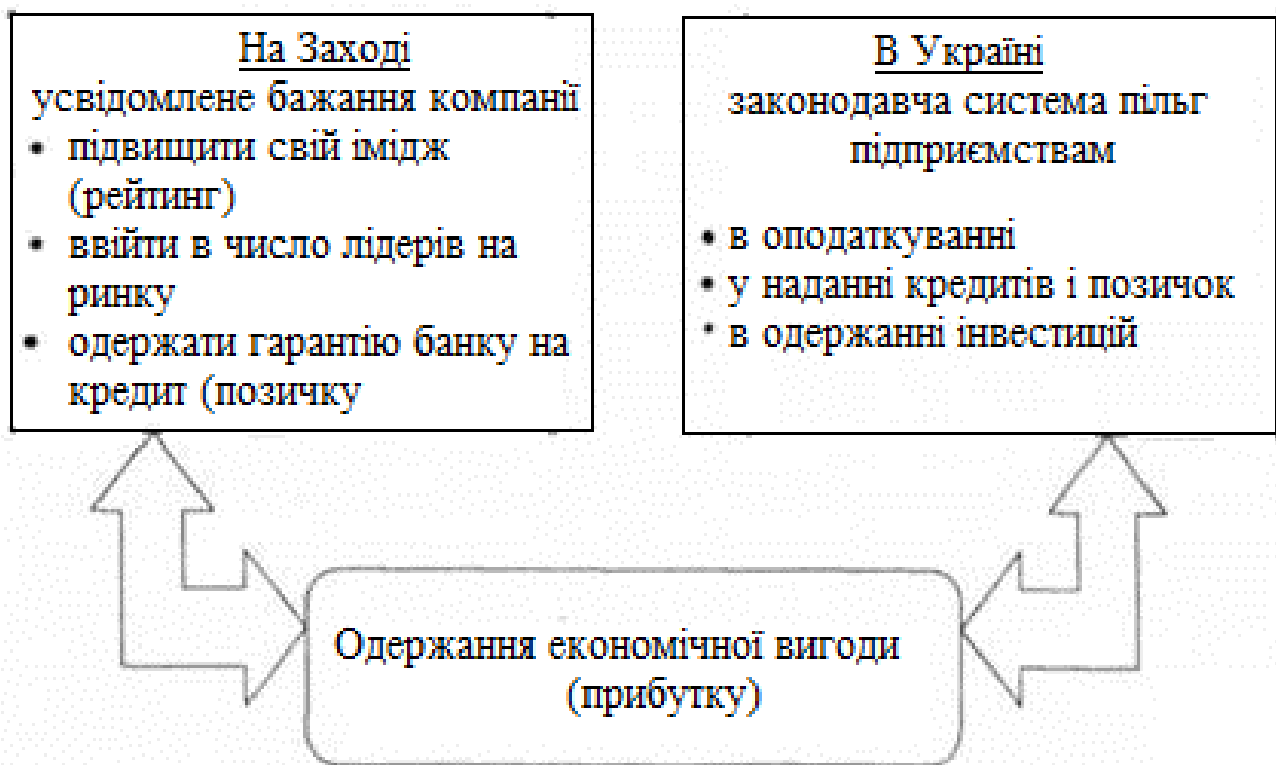 На Заході
усвідомлене бажання компанії
• підвищити свій імідж
(рейтинг)
• ввійти в число лідерів на
ринку
• одержати гарантію банку на
кредит (позичку
В Україні
законодавча система пільг
підприємствам
• в оподаткуванні
• у наданні кредитів і позичок
• в одержанні інвестицій
Одержання економічної вигоди
(прибутку)